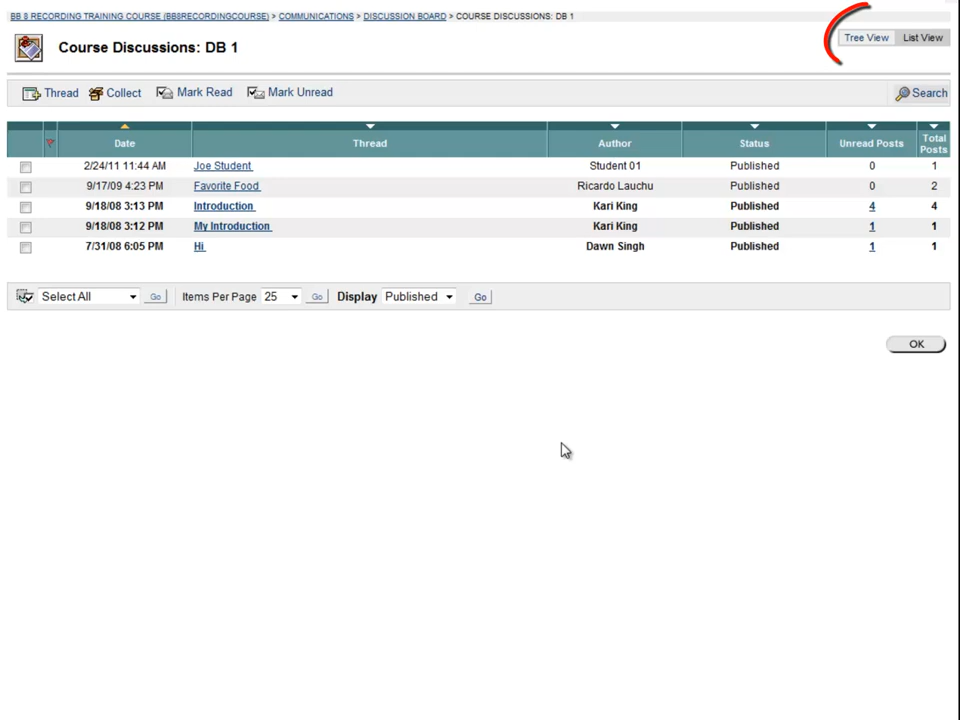 BB 8 RECORDING TRAINING COURSE (BB8RECORDINGCOURSE) > COMMUNICATIONS > DISCUSSION BOARD > COURSE DISCUSSIONS: DB 1
Course Discussions: DB 1
Tree View List View
Thread Collect Mark Read Mark Unread Search
Date Thread Author Status Unread Posts Total Posts
2/24/11 11:44 AM Joe Student Student 01 Published 0 1
9/17/09 4:23 PM Favorite Food Ricardo Lauchu Published 0 2
9/18/08 3:13 PM Introduction Kari King Published 4 4
9/18/08 3:12 PM My Introduction Kari King Published 1 1
7/31/08 6:05 PM Hi Dawn Singh Published 1 1
Select All Go Items Per Page 25 Go Display Published Go
OK